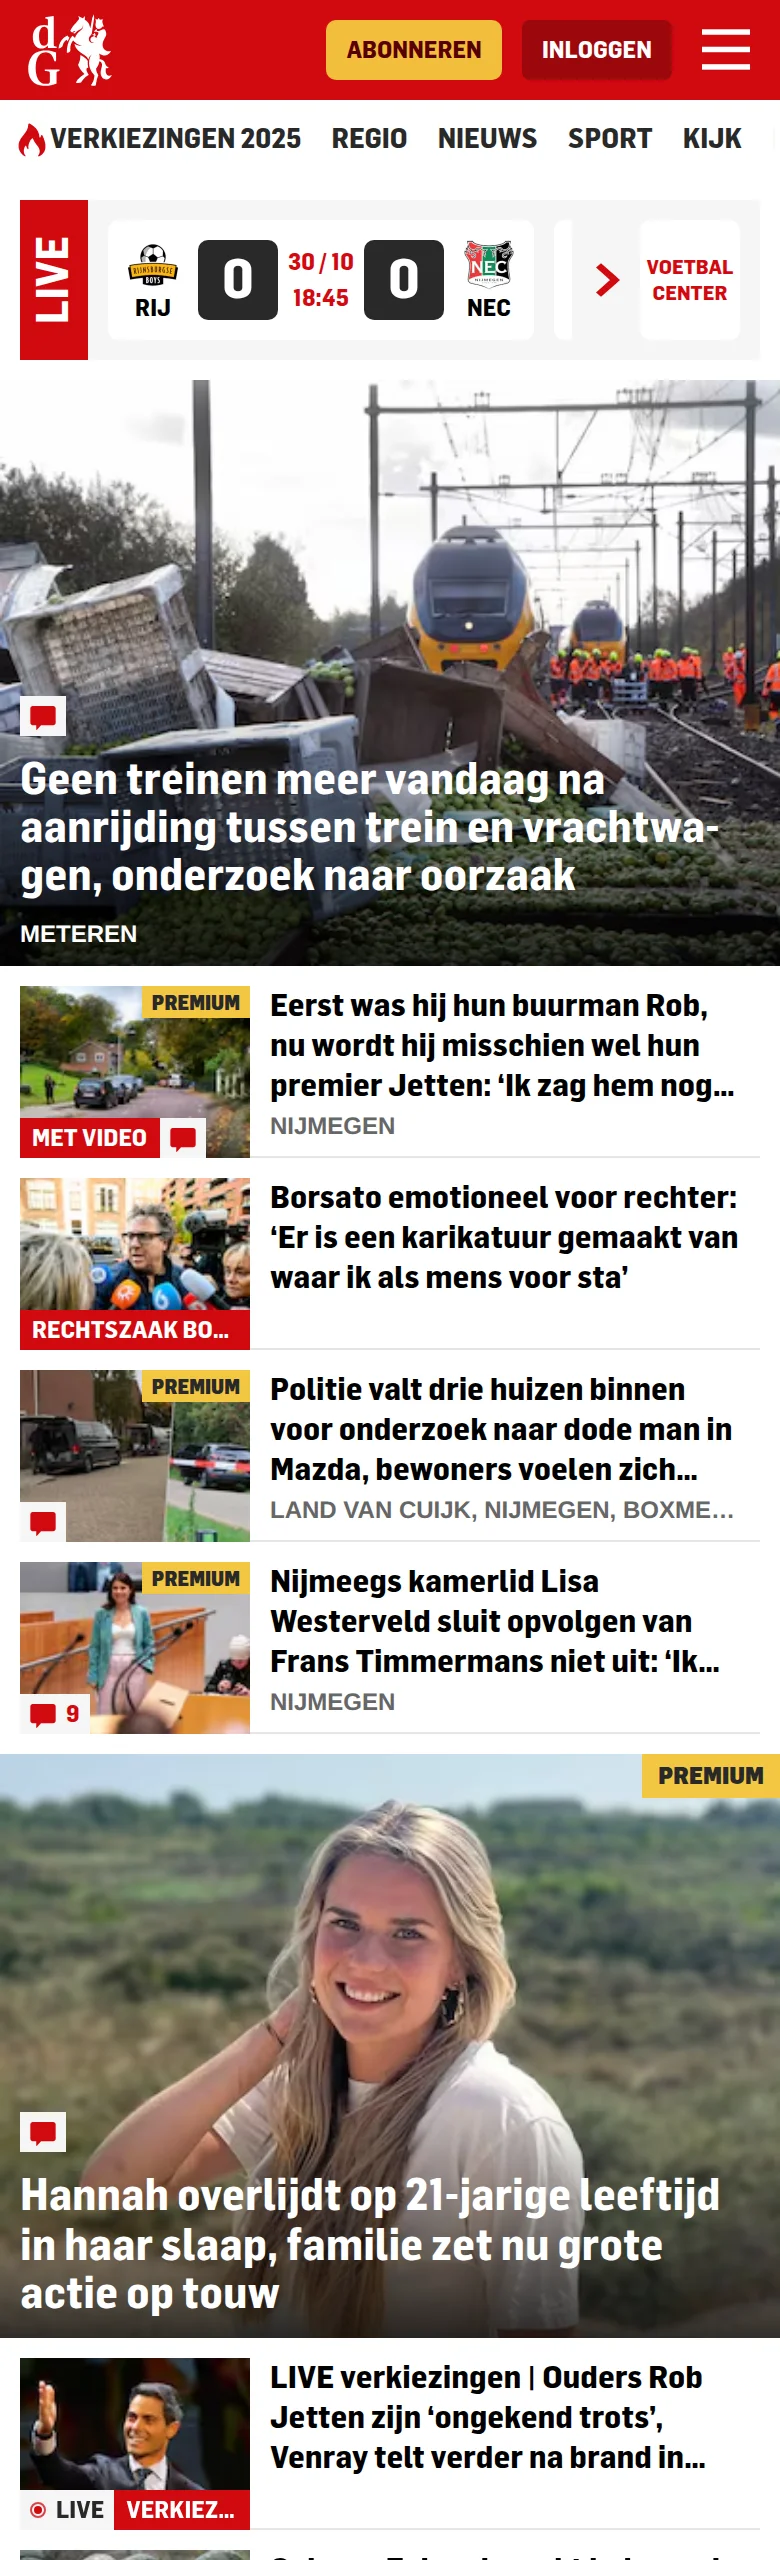 dG
ABONNEREN
INLOGGEN
VERKIEZINGEN 2025
REGIO
NIEUWS
SPORT
KIJK
LIVE
RIJNSBURGSE
BOYS
RIJ
0
30 / 10
18:45
0
NEC
NIJMEGEN
NEC
VOETBAL
CENTER
Geen treinen meer vandaag na
aanrijding tussen trein en vrachtwa-
gen, onderzoek naar oorzaak
METEREN
PREMIUM
MET VIDEO
Eerst was hij hun buurman Rob,
nu wordt hij misschien wel hun
premier Jetten: ‘Ik zag hem nog...
NIJMEGEN
RECHTSZAAK BO...
Borsato emotioneel voor rechter:
‘Er is een karikatuur gemaakt van
waar ik als mens voor sta’
PREMIUM
Politie valt drie huizen binnen
voor onderzoek naar dode man in
Mazda, bewoners voelen zich...
LAND VAN CUIJK, NIJMEGEN, BOXME...
PREMIUM
9
Nijmeegs kamerlid Lisa
Westerveld sluit opvolgen van
Frans Timmermans niet uit: ‘Ik...
NIJMEGEN
PREMIUM
Hannah overlijdt op 21-jarige leeftijd
in haar slaap, familie zet nu grote
actie op touw
LIVE
VERKIEZ...
LIVE verkiezingen | Ouders Rob
Jetten zijn ‘ongekend trots’,
Venray telt verder na brand in...